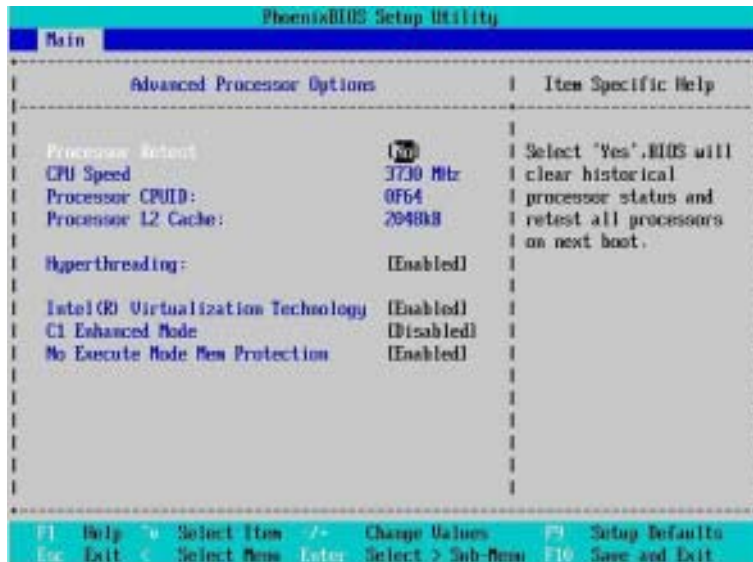 PhoenixBIOS Setup Utility
Main
Advanced Processor Options
Item Specific Help
Processor Retest [No]
CPU Speed 3730 MHz
Processor CPUID: 0F64
Processor L2 Cache: 2048kB
Hyperthreading: [Enabled]
Intel(R) Virtualization Technology [Enabled]
C1 Enhanced Mode [Disabled]
No Execute Mode Mem Protection [Enabled]
Select 'Yes',BIOS will
clear historical
processor status and
retest all processors
on next boot.
F1 Help ^v Select Item -/+ Change Values F9 Setup Defaults
Esc Exit < Select Menu Enter Select > Sub-Menu F10 Save and Exit